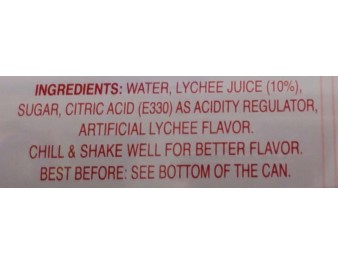 INGREDIENTS: WATER, LYCHEE JUICE (10%),
SUGAR, CITRIC ACID (E330) AS ACIDITY REGULATOR,
ARTIFICIAL LYCHEE FLAVOR.
CHILL & SHAKE WELL FOR BETTER FLAVOR.
BEST BEFORE: SEE BOTTOM OF THE CAN.